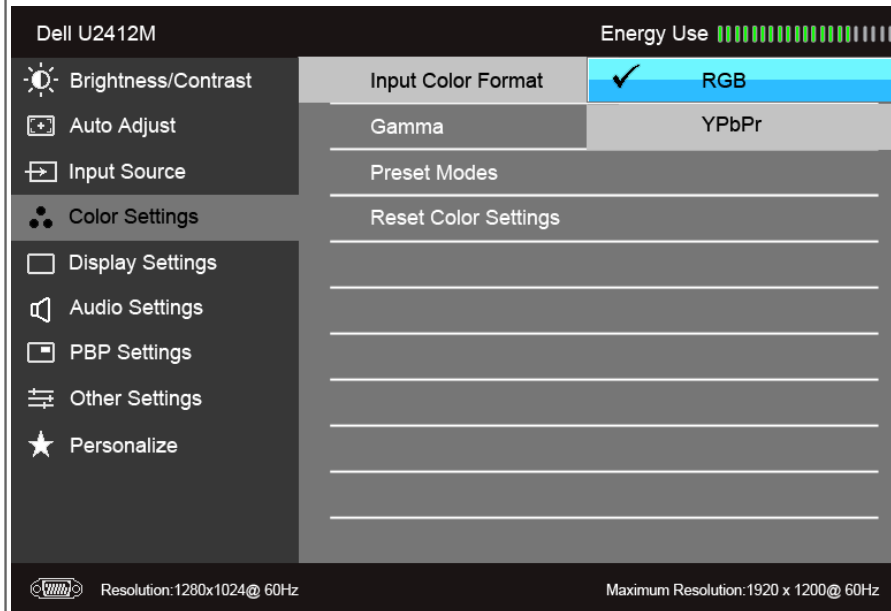 Dell U2412M
Energy Use
Brightness/Contrast
Auto Adjust
Input Source
Color Settings
Display Settings
Audio Settings
PBP Settings
Other Settings
Personalize
Input Color Format
Gamma
Preset Modes
Reset Color Settings
RGB
YPbPr
Resolution:1280x1024@ 60Hz
Maximum Resolution:1920 x 1200@ 60Hz